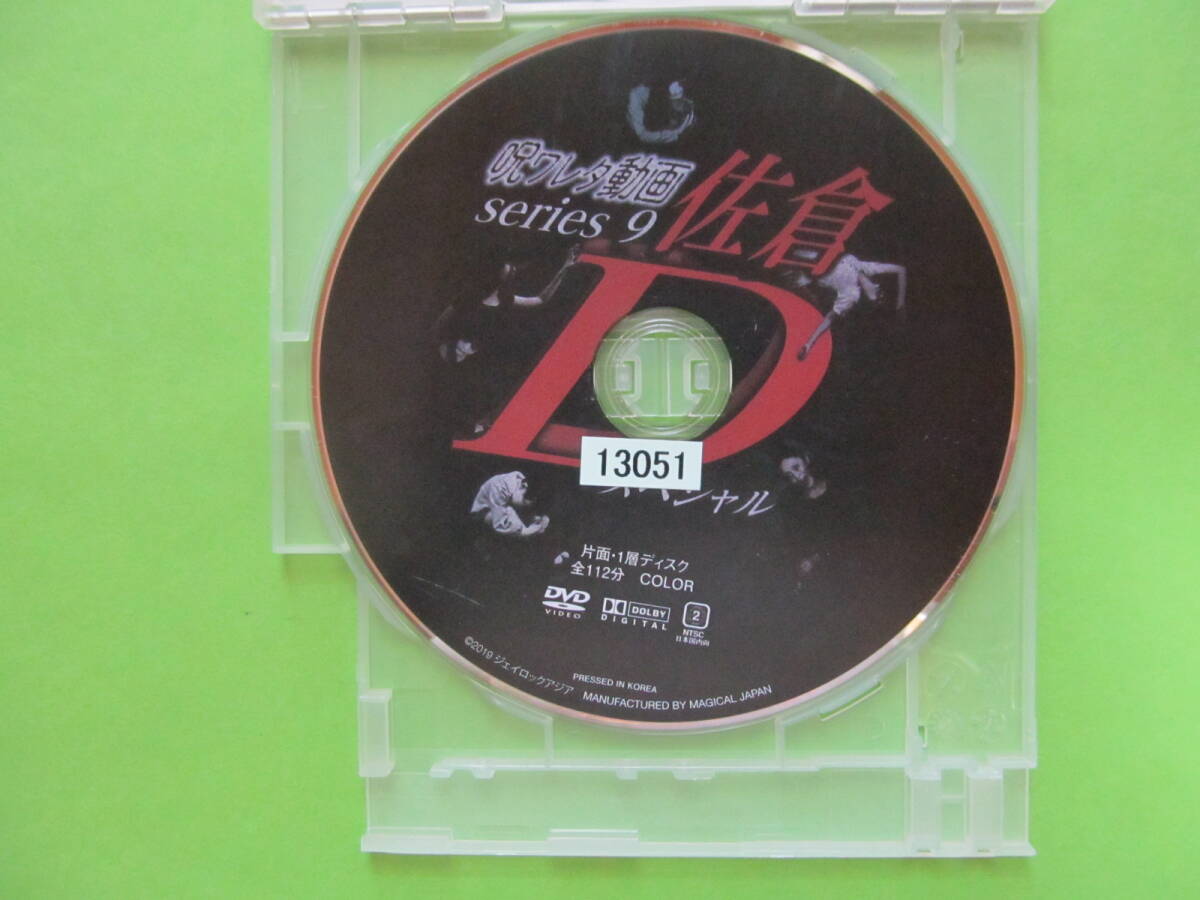 呪ワレタ動画
series 9
佐倉
D
13051
スペシャル
片面・1層ディスク
全112分 COLOR
DVD
VIDEO
DOLBY
DIGITAL
2
NTSC
日本国内向
©2019 ジェイロックアジア
PRESSED IN KOREA
MANUFACTURED BY MAGICAL JAPAN